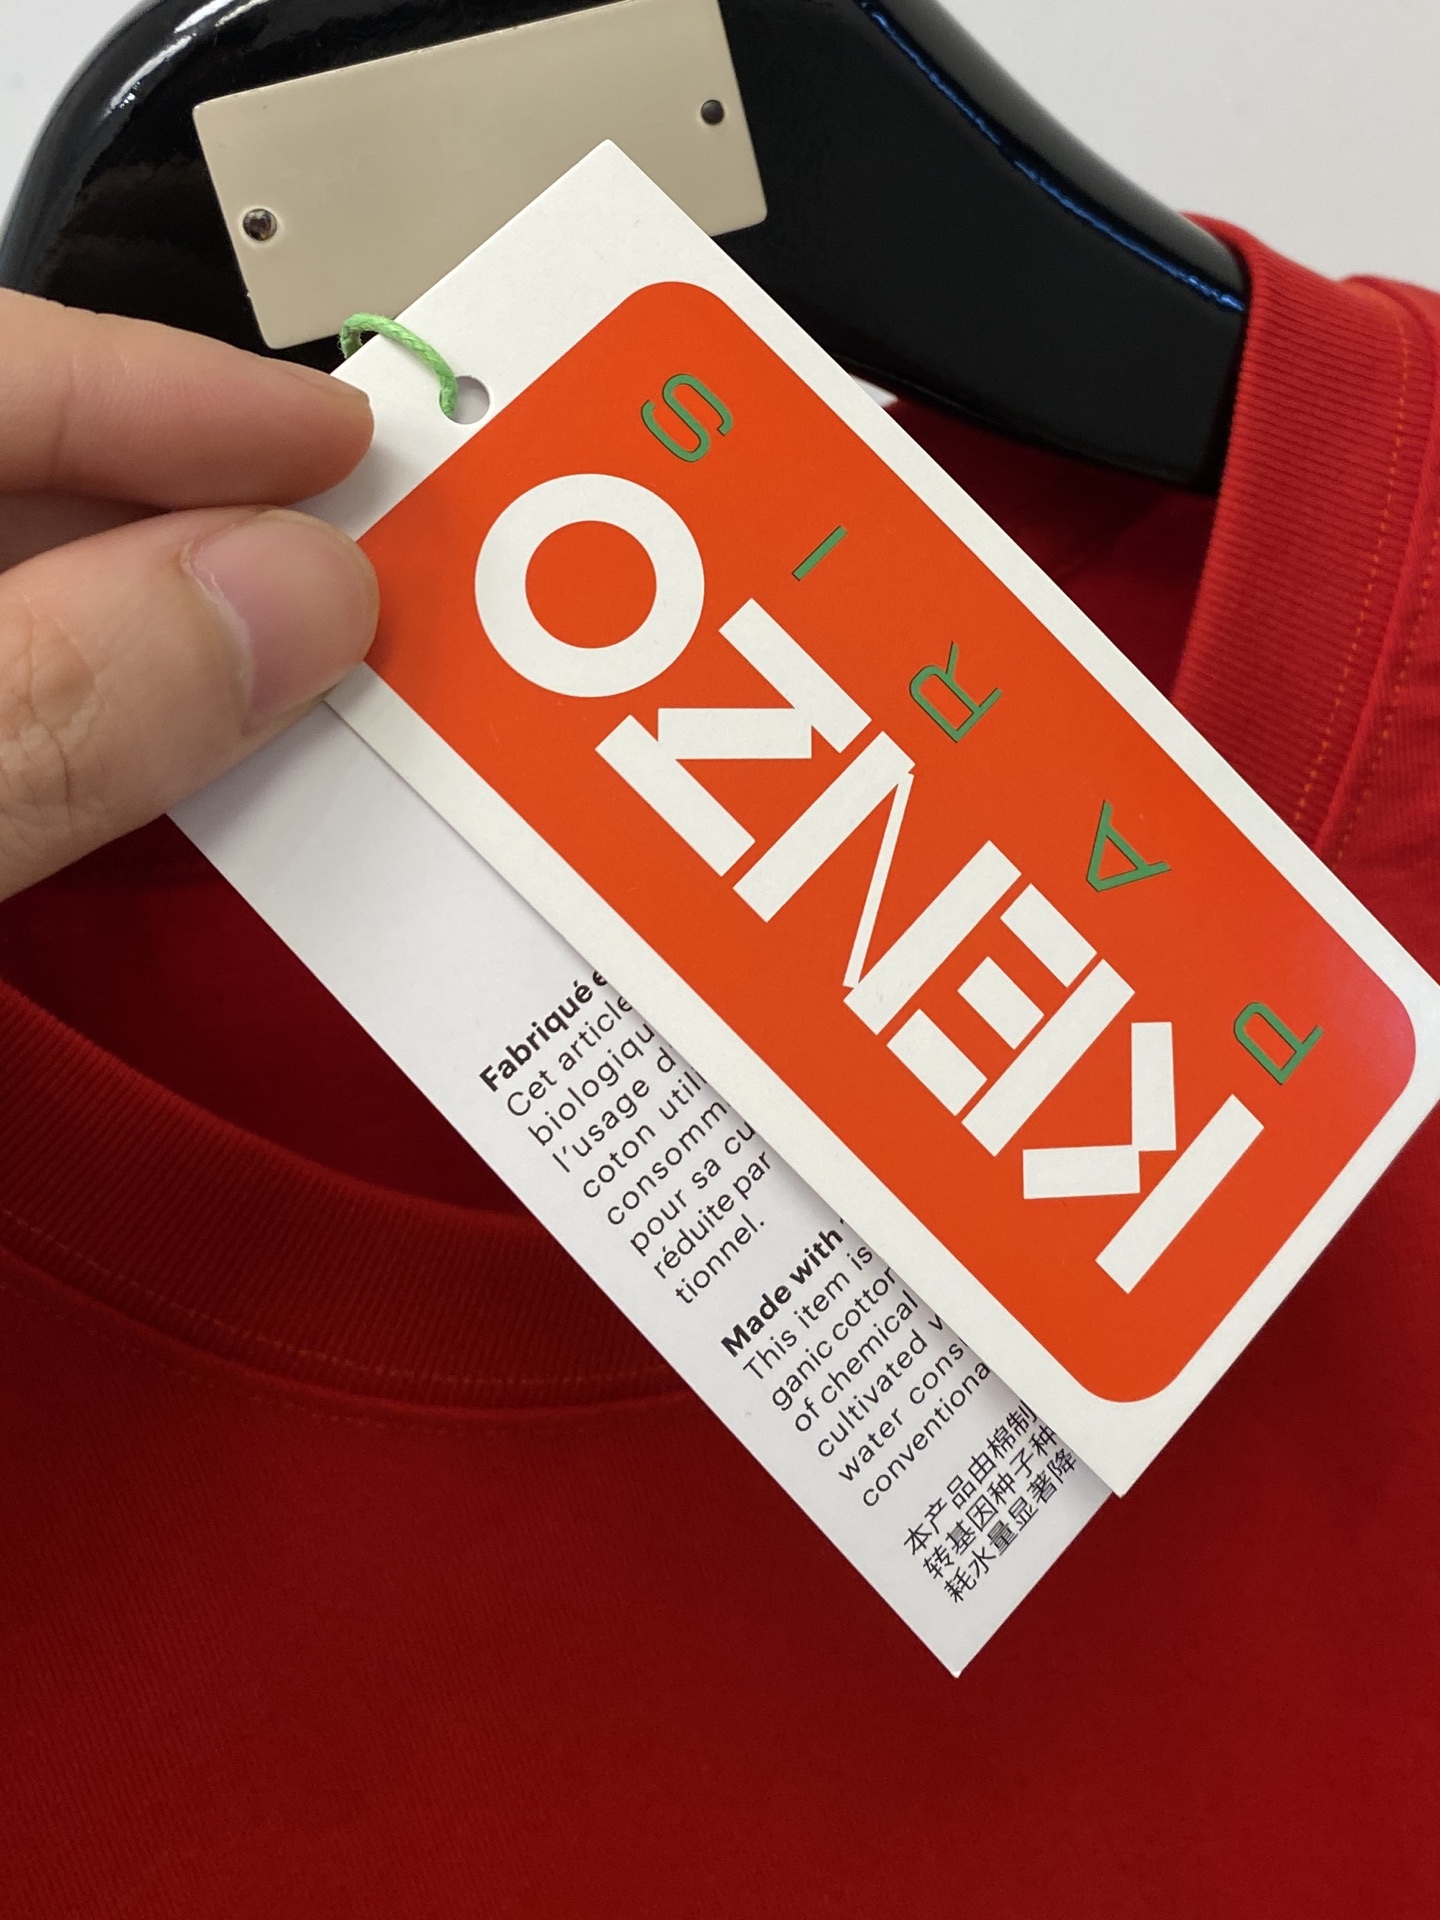 KENZO
PARIS
Fabriqué e
Cet article
biologiqu
l'usage d
coton utili
consomm
pour sa cu
réduite par
tionnel.
Made with
This item is
ganic cotton
of chemical
cultivated
water cons
conventiona
本产品由棉制
转基因种子种
耗水量显著降